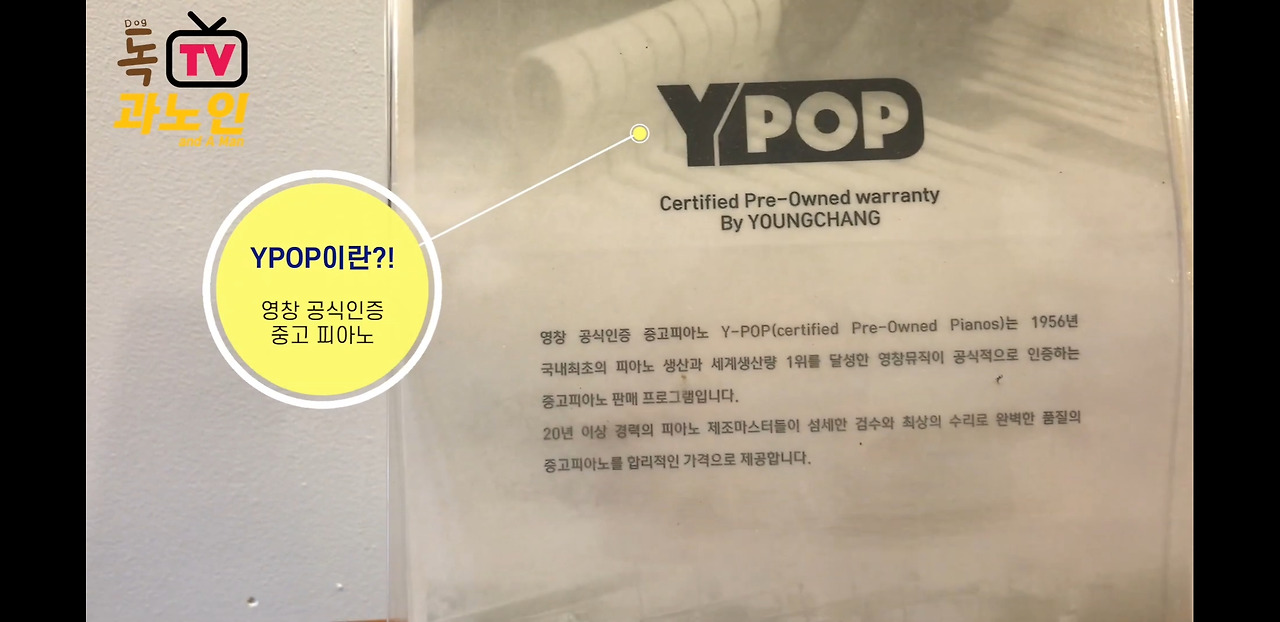 Dog
독
TV
과노인
and A Man
YPOP이란?!
영창 공식인증
중고 피아노
YPOP
Certified Pre-Owned warranty
By YOUNGCHANG
영창 공식인증 중고피아노 Y-POP(certified Pre-Owned Pianos)는 1956년
국내최초의 피아노 생산과 세계생산량 1위를 달성한 영창뮤직이 공식적으로 인증하는
중고피아노 판매 프로그램입니다.
20년 이상 경력의 피아노 제조마스터들이 섬세한 검수와 최상의 수리로 완벽한 품질의
중고피아노를 합리적인 가격으로 제공합니다.